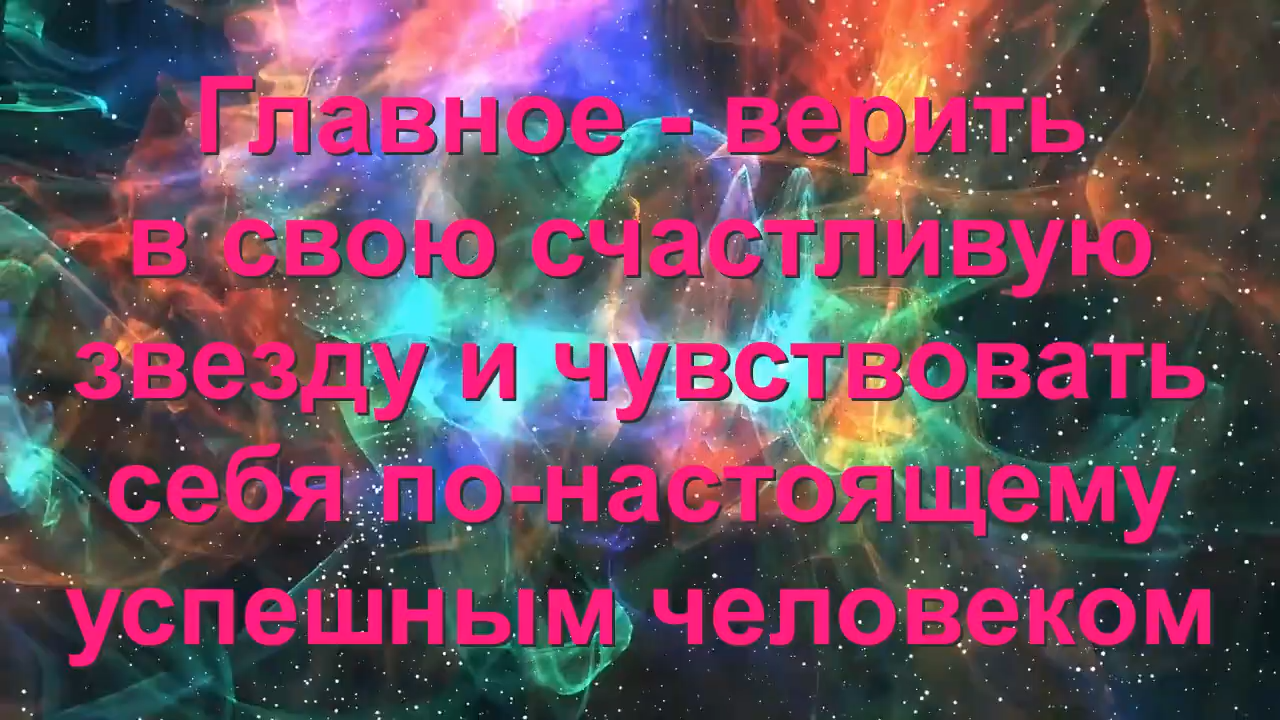 Главное - верить
в свою счастливую
звезду и чувствовать
себя по-настоящему
успешным человеком